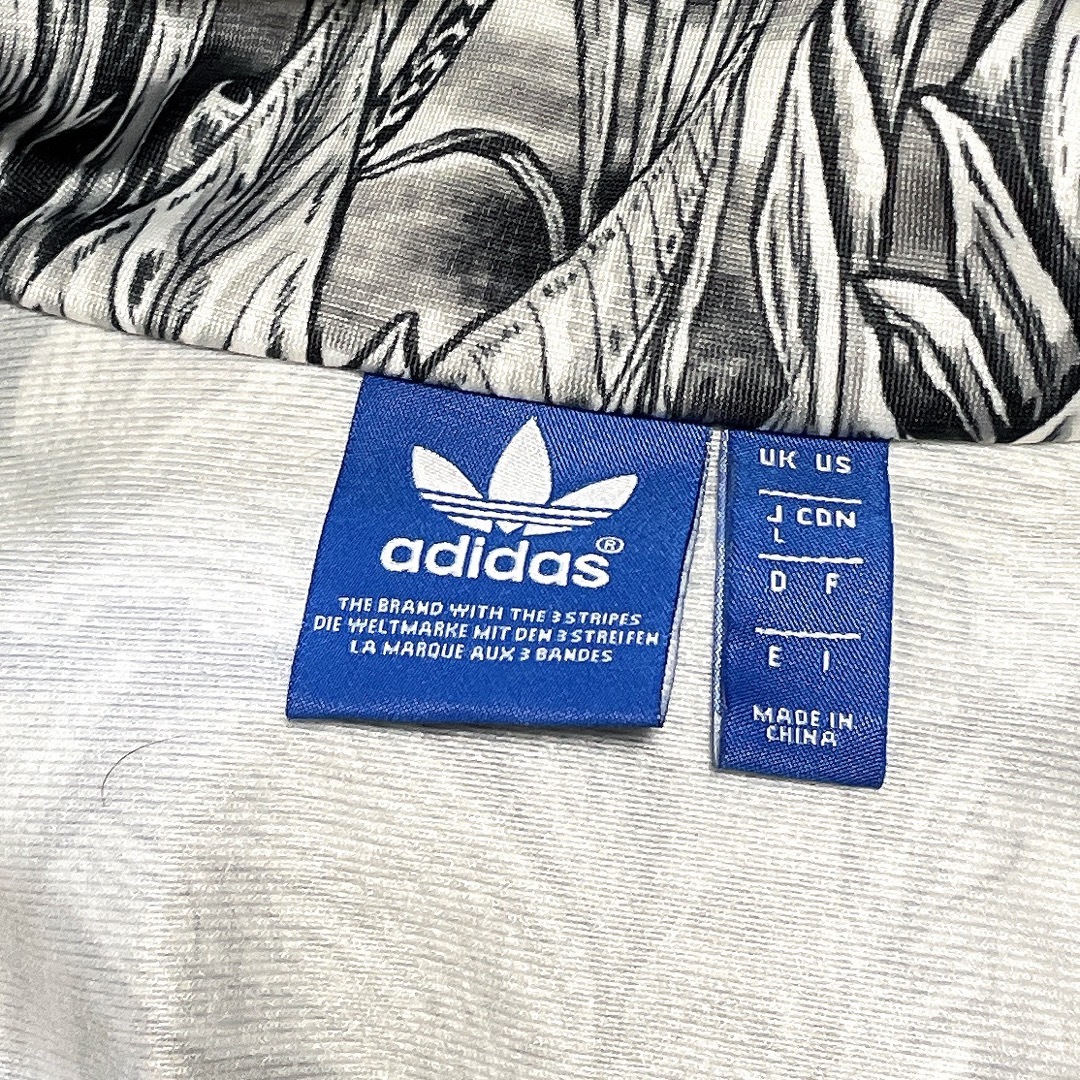 adidas®
THE BRAND WITH THE 3 STRIPES
DIE WELTMARKE MIT DEN 3 STREIFEN
LA MARQUE AUX 3 BANDES
UK US
J CDN
L
D F
E I
MADE IN
CHINA